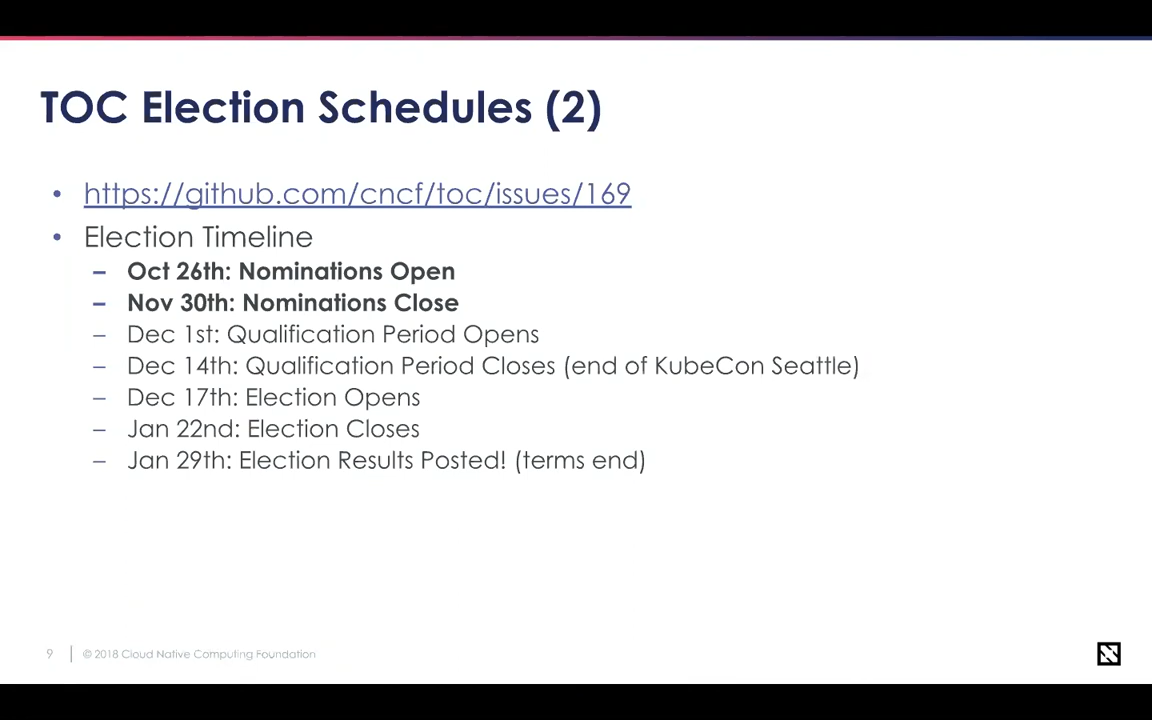 TOC Election Schedules (2)
• https://github.com/cncf/toc/issues/169
• Election Timeline
– Oct 26th: Nominations Open
– Nov 30th: Nominations Close
– Dec 1st: Qualification Period Opens
– Dec 14th: Qualification Period Closes (end of KubeCon Seattle)
– Dec 17th: Election Opens
– Jan 22nd: Election Closes
– Jan 29th: Election Results Posted! (terms end)
9 | © 2018 Cloud Native Computing Foundation